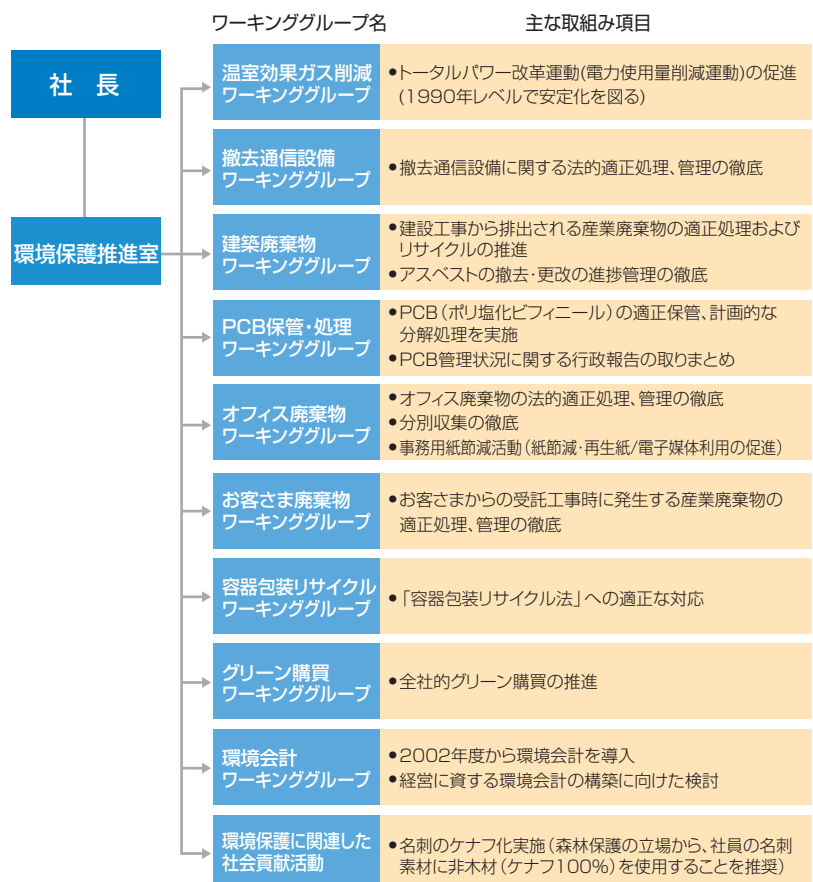 ワーキンググループ名 主な取組み項目
社 長
環境保護推進室
温室効果ガス削減
ワーキンググループ
●トータルパワー改革運動(電力使用量削減運動)の促進
(1990年レベルで安定化を図る)
撤去通信設備
ワーキンググループ
●撤去通信設備に関する法的適正処理、管理の徹底
建築廃棄物
ワーキンググループ
●建設工事から排出される産業廃棄物の適正処理および
リサイクルの推進
●アスベストの撤去・更改の進捗管理の徹底
PCB保管・処理
ワーキンググループ
●PCB(ポリ塩化ビフィニール)の適正保管、計画的な
分解処理を実施
●PCB管理状況に関する行政報告の取りまとめ
オフィス廃棄物
ワーキンググループ
●オフィス廃棄物の法的適正処理、管理の徹底
●分別収集の徹底
●事務用紙節減活動(紙節減・再生紙/電子媒体利用の促進)
お客さま廃棄物
ワーキンググループ
●お客さまからの受託工事時に発生する産業廃棄物の
適正処理、管理の徹底
容器包装リサイクル
ワーキンググループ
●「容器包装リサイクル法」への適正な対応
グリーン購買
ワーキンググループ
●全社的グリーン購買の推進
環境会計
ワーキンググループ
●2002年度から環境会計を導入
●経営に資する環境会計の構築に向けた検討
環境保護に関連した
社会貢献活動
●名刺のケナフ化実施(森林保護の立場から、社員の名刺
素材に非木材(ケナフ100%)を使用することを推奨)